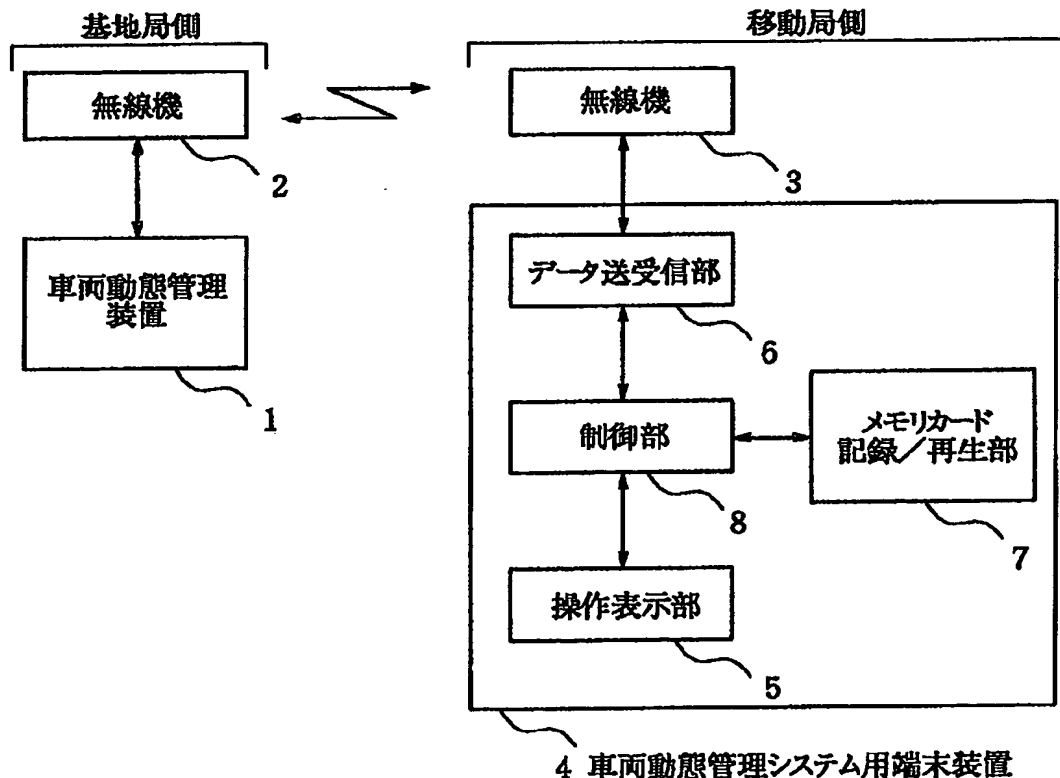 基地局側
移動局側
無線機
2
無線機
3
車両動態管理
装置
1
データ送受信部
6
制御部
8
メモリカード
記録／再生部
7
操作表示部
5
4 車両動態管理システム用端末装置